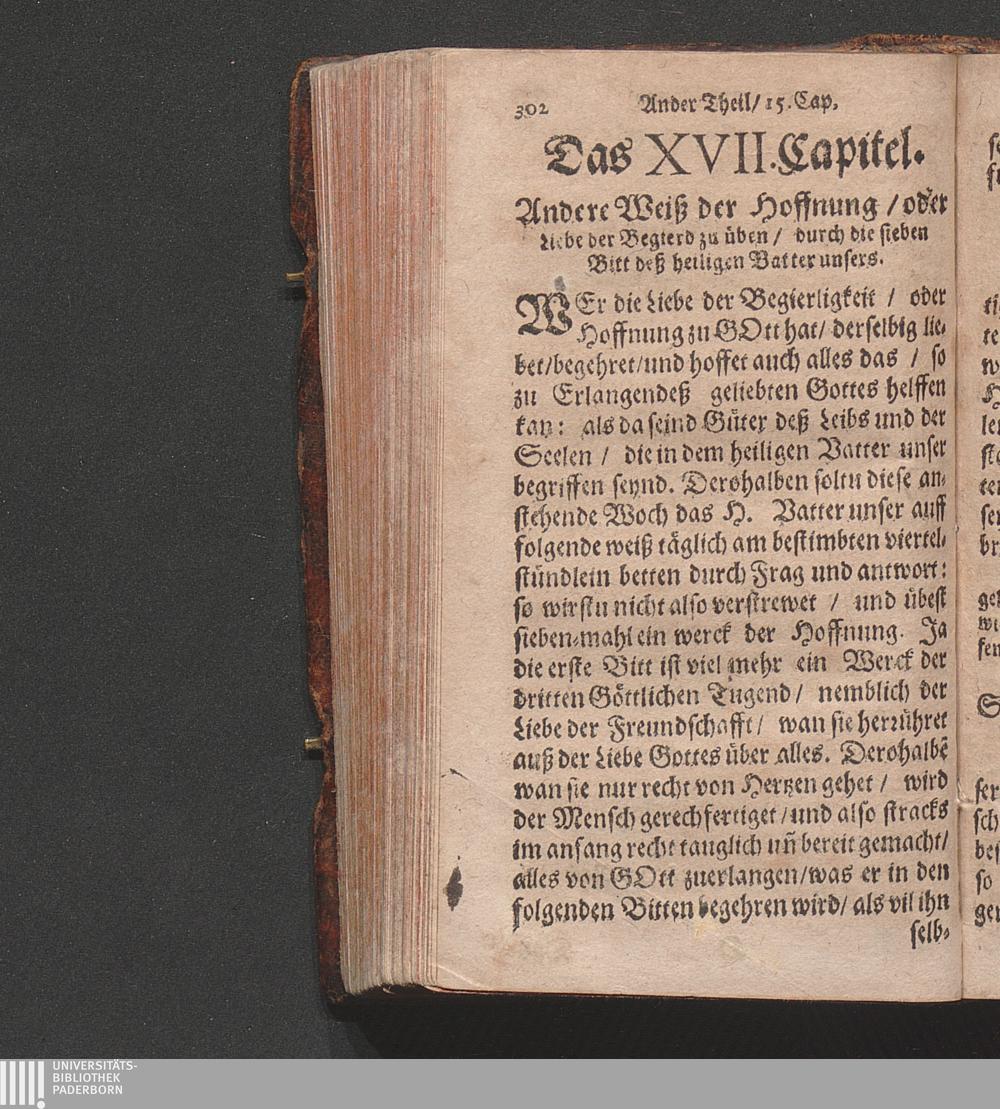 302 Ander Theil/ 15. Cap.
Das XVII. Capitel.
Andere Weiß der Hoffnung / oder
Liebe der Begierd zu üben / durch die sieben
Bitt deß heiligen Vatter unsers.
WEr die Liebe der Begierligkeit / oder
Hoffnung zu GOtt hat / derselbig lie-
bet/begehret/und hoffet auch alles das / so
zu Erlangendeß geliebten Gottes helffen
kan: als da seind Güter deß Leibs und der
Seelen / die in dem heiligen Vatter unser
begriffen seynd. Derohalben soltu diese an-
stehende Woch das H. Vatter unser auff
folgende weiß täglich am bestimbten viertel-
stündlein betten durch Frag und antwort:
so wirstu nicht also verstrewet / und übest
sieben-mahl ein werck der Hoffnung. Ja
die erste Bitt ist viel mehr ein Werck der
dritten Göttlichen Tugend / nemblich der
Liebe der Freundschafft / wan sie herrühret
auß der Liebe Gottes über alles. Derohalbē
wan sie nur recht von Hertzen gehet / wird
der Mensch gerechfertiget / und also stracks
im anfang recht tauglich uñ bereit gemacht/
alles von GOtt zuerlangen/was er in den
folgenden Bitten begehren wird / als vil ihn
selb-
UNIVERSITÄTS-
BIBLIOTHEK
PADERBORN